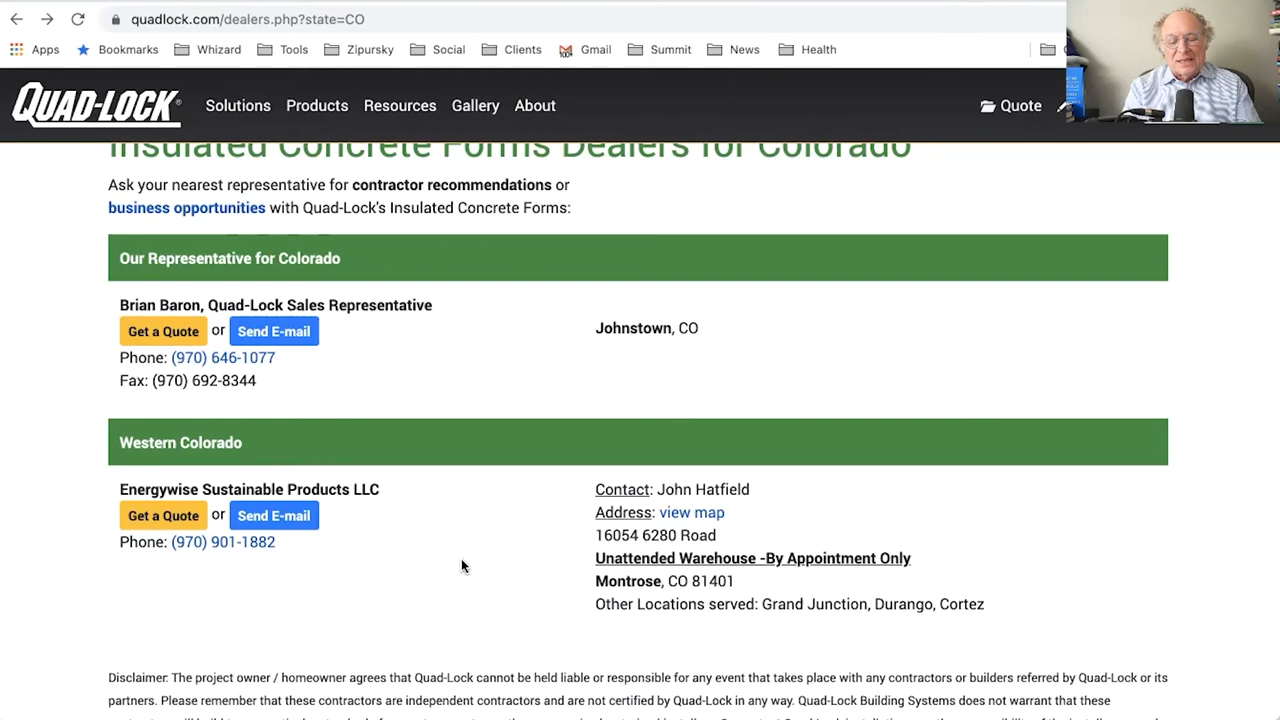 quadlock.com/dealers.php?state=CO
Apps Bookmarks Whizard Tools Zipursky Social Clients Gmail Summit News Health
QUAD-LOCK® Solutions Products Resources Gallery About Quote
Insulated Concrete Forms Dealers for Colorado
Ask your nearest representative for contractor recommendations or
business opportunities with Quad-Lock's Insulated Concrete Forms:
Our Representative for Colorado
Brian Baron, Quad-Lock Sales Representative
Get a Quote or Send E-mail
Johnstown, CO
Phone: (970) 646-1077
Fax: (970) 692-8344
Western Colorado
Energywise Sustainable Products LLC
Get a Quote or Send E-mail
Phone: (970) 901-1882
Contact: John Hatfield
Address: view map
16054 6280 Road
Unattended Warehouse -By Appointment Only
Montrose, CO 81401
Other Locations served: Grand Junction, Durango, Cortez
Disclaimer: The project owner / homeowner agrees that Quad-Lock cannot be held liable or responsible for any event that takes place with any contractors or builders referred by Quad-Lock or its
partners. Please remember that these contractors are independent contractors and are not certified by Quad-Lock in any way. Quad-Lock Building Systems does not warrant that these